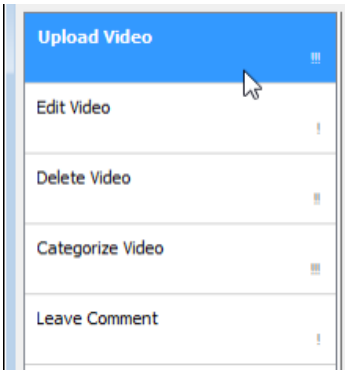 Upload Video
!!!
Edit Video
!
Delete Video
!!
Categorize Video
!!!
Leave Comment
!